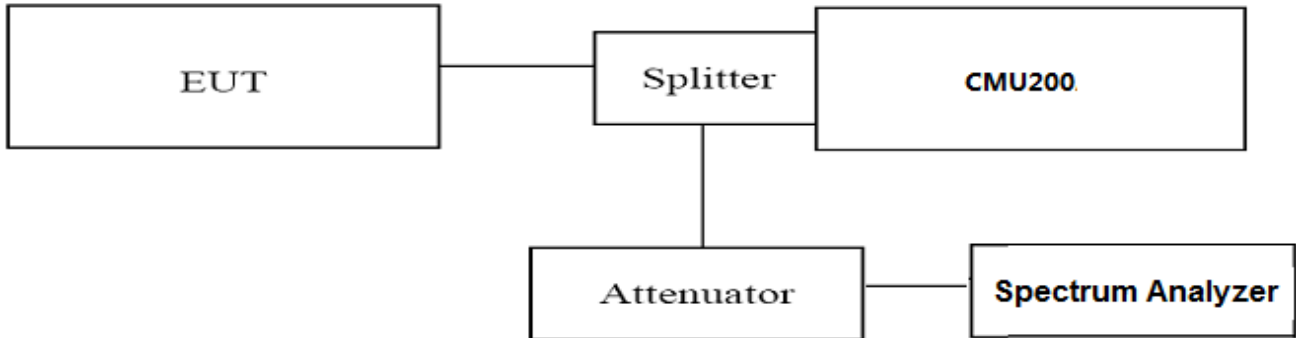 EUT
Splitter
CMU200.
Attenuator
Spectrum Analyzer